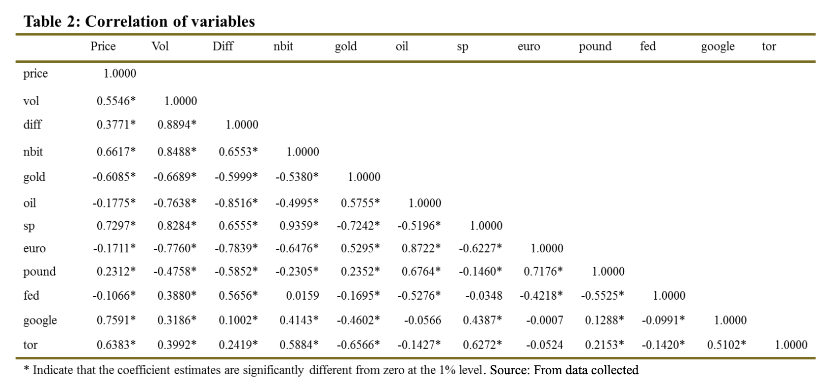 Table 2: Correlation of variables
Price Vol Diff nbit gold oil sp euro pound fed google tor
price 1.0000
vol 0.5546* 1.0000
diff 0.3771* 0.8894* 1.0000
nbit 0.6617* 0.8488* 0.6553* 1.0000
gold -0.6085* -0.6689* -0.5999* -0.5380* 1.0000
oil -0.1775* -0.7638* -0.8516* -0.4995* 0.5755* 1.0000
sp 0.7297* 0.8284* 0.6555* 0.9359* -0.7242* -0.5196* 1.0000
euro -0.1711* -0.7760* -0.7839* -0.6476* 0.5295* 0.8722* -0.6227* 1.0000
pound 0.2312* -0.4758* -0.5852* -0.2305* 0.2352* 0.6764* -0.1460* 0.7176* 1.0000
fed -0.1066* 0.3880* 0.5656* 0.0159 -0.1695* -0.5276* -0.0348 -0.4218* -0.5525* 1.0000
google 0.7591* 0.3186* 0.1002* 0.4143* -0.4602* -0.0566 0.4387* -0.0007 0.1288* -0.0991* 1.0000
tor 0.6383* 0.3992* 0.2419* 0.5884* -0.6566* -0.1427* 0.6272* -0.0524 0.2153* -0.1420* 0.5102* 1.0000
* Indicate that the coefficient estimates are significantly different from zero at the 1% level. Source: From data collected